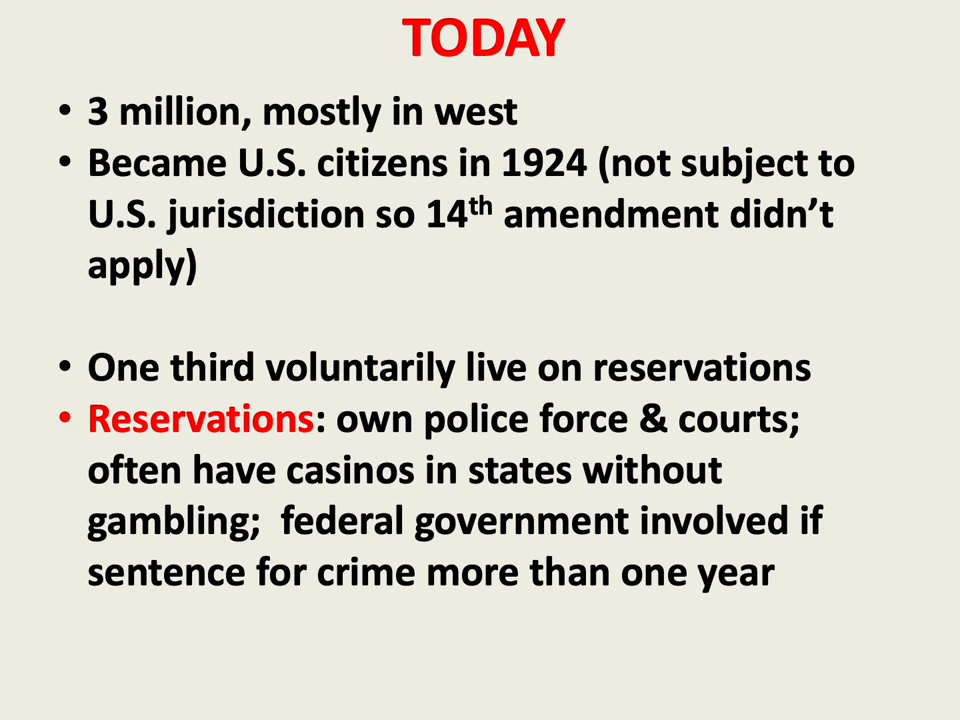 TODAY
• 3 million, mostly in west
• Became U.S. citizens in 1924 (not subject to
U.S. jurisdiction so 14th amendment didn’t
apply)
• One third voluntarily live on reservations
• Reservations: own police force & courts;
often have casinos in states without
gambling;  federal government involved if
sentence for crime more than one year